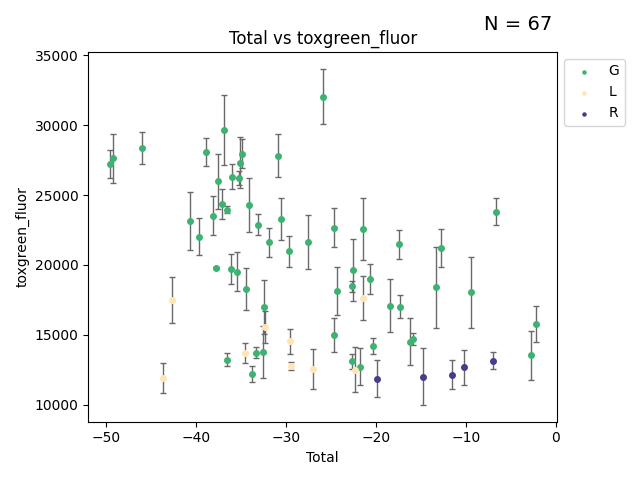 N = 67
Total vs toxgreen_fluor
G
L
R
35000
30000
25000
20000
15000
10000
toxgreen_fluor
−50 −40 −30 −20 −10 0
Total